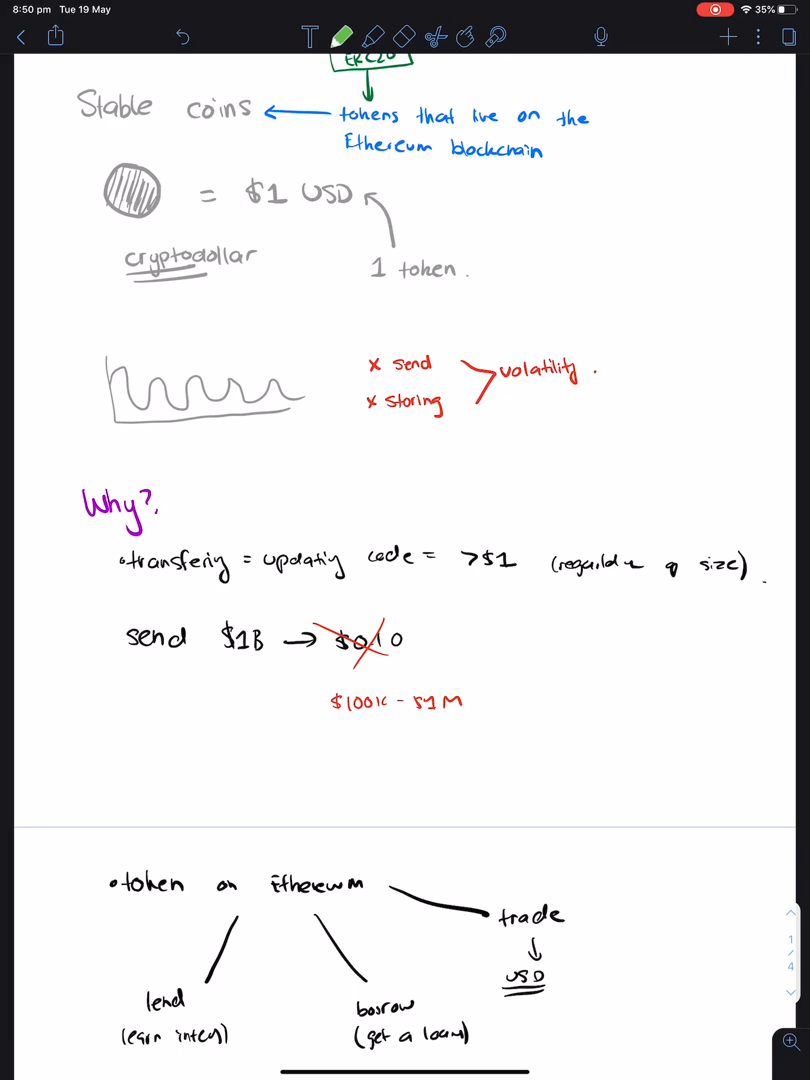 8:50 pm Tue 19 May
35%
T
ERC20
Stable coins
tokens that live on the
Ethereum blockchain
= $1 USD
cryptodollar
1 token.
x send
x storing
volatility.
Why?
transfering = updating code = >$1 (regardless of size).
send $1B → $0.10
$100K - $1M
1
/
4
token on Ethereum
trade
USD
lend
(earn interest)
borrow
(get a loan)